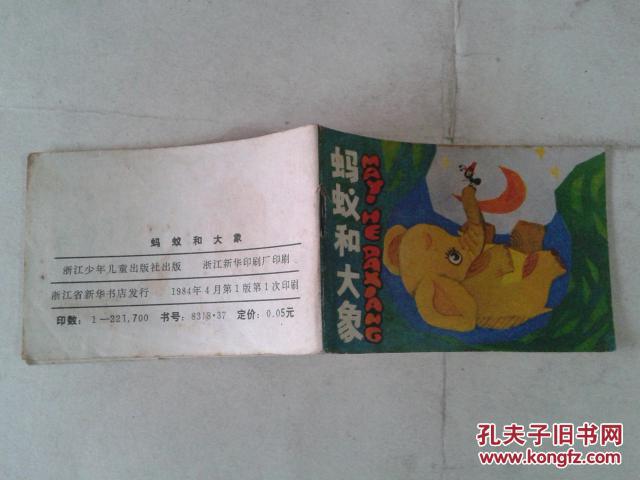 蚂蚁和大象
浙江少年儿童出版社出版 浙江新华印刷厂印刷
浙江省新华书店发行 1984年4月第1版第1次印刷
印数：1—221,700 书号：8318·37 定价：0.05元
蚂蚁和大象
MAYI HE DAXIANG
孔夫子旧书网
www.kongfz.com